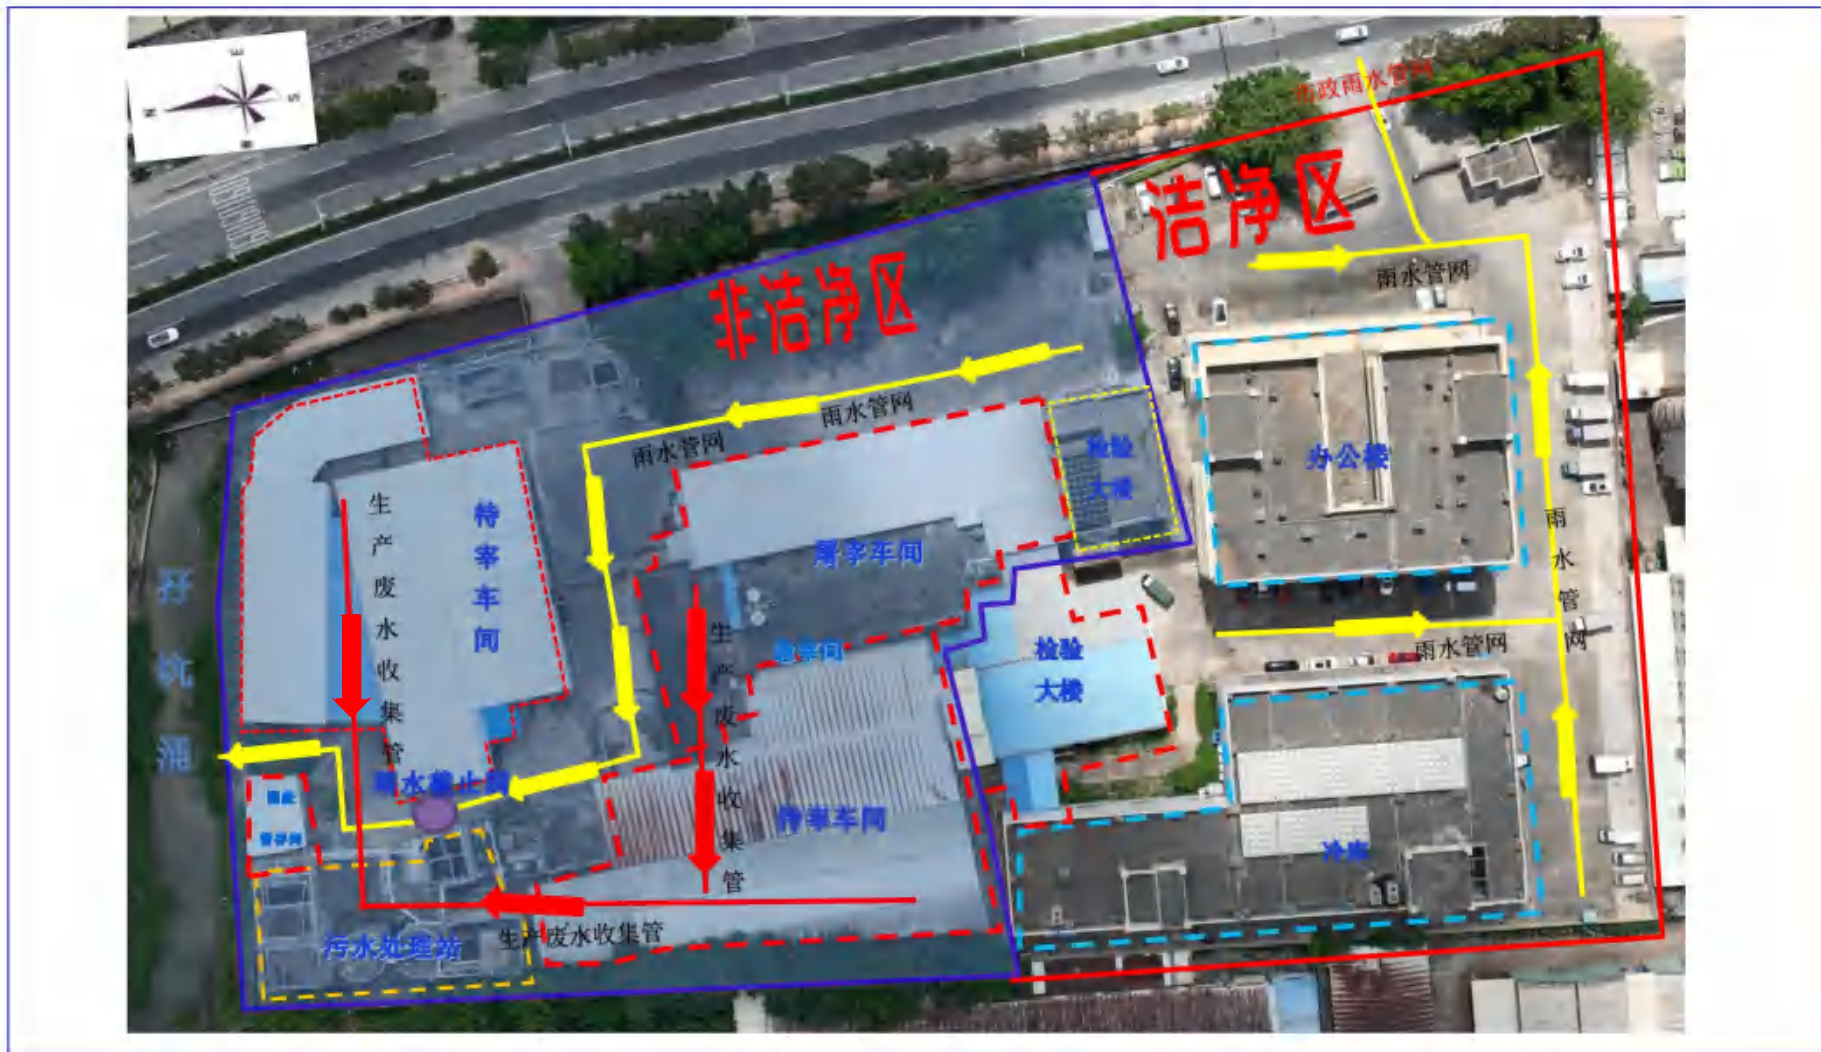 E
N
S
市政雨水管网
洁净区
非洁净区
雨水管网
雨水管网
雨水管网
检验
大楼
办公楼
生产废水收集管
特宰车间
屠宰车间
雨水管网
生产废水收集管
检验
大楼
雨水管网
待宰车间
冷库
污水处理站
生产废水收集管